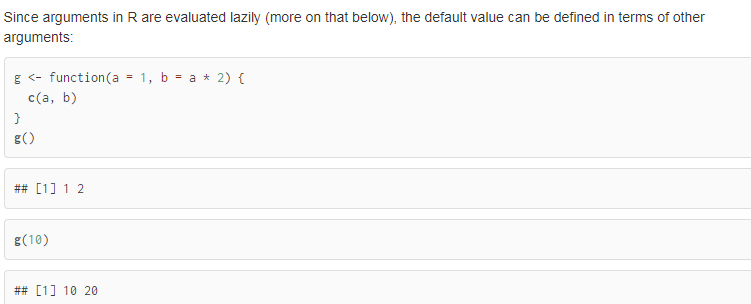 Since arguments in R are evaluated lazily (more on that below), the default value can be defined in terms of other
arguments:
g <- function(a = 1, b = a * 2) {
  c(a, b)
}
g()
## [1] 1 2
g(10)
## [1] 10 20